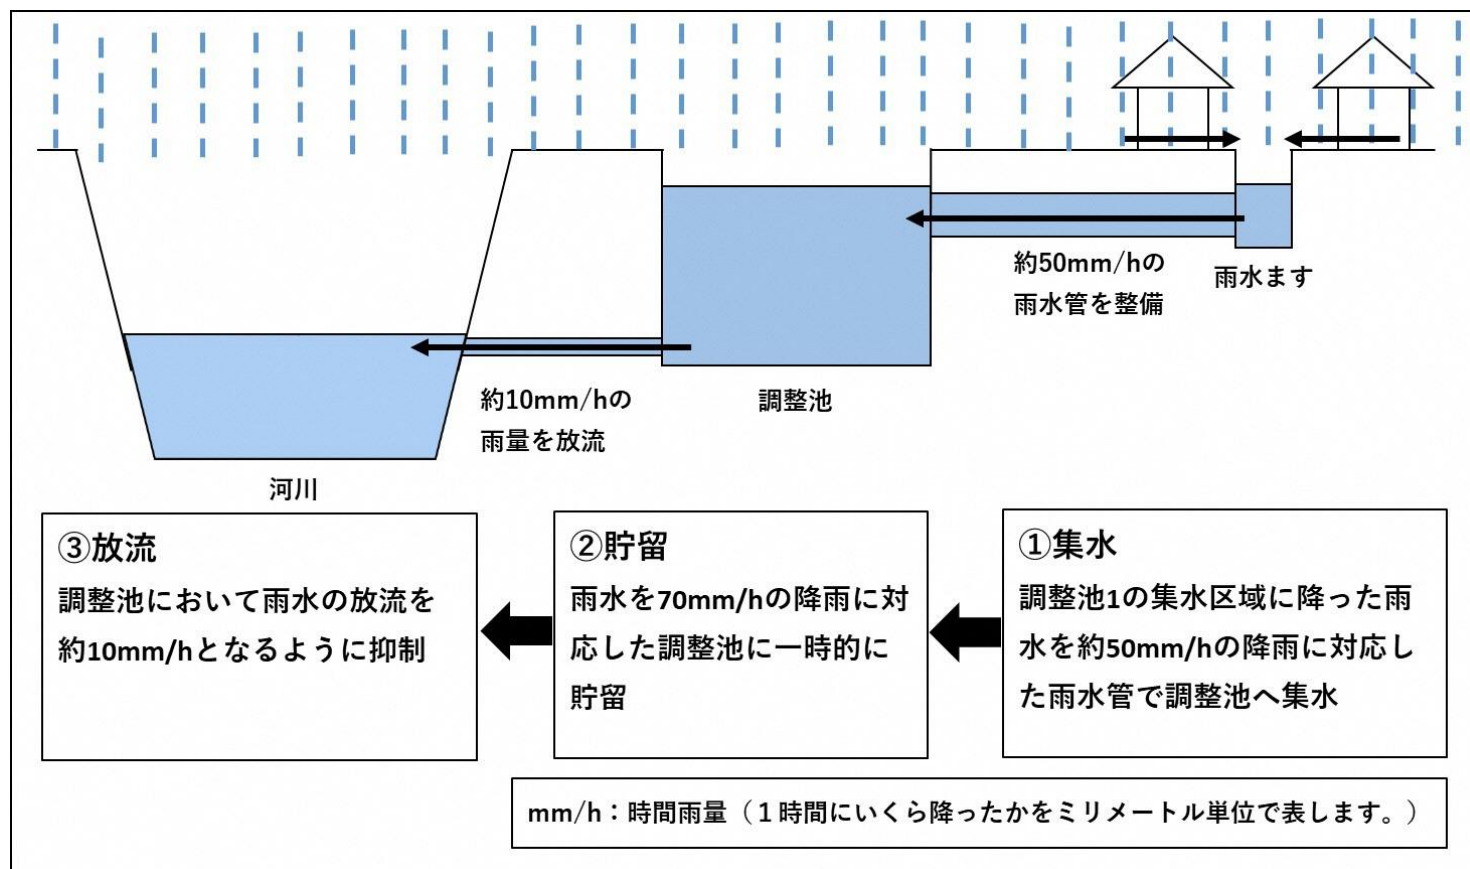 約50mm/hの
雨水管を整備
雨水ます
約10mm/hの
雨量を放流
調整池
河川
③放流
調整池において雨水の放流を
約10mm/hとなるように抑制
②貯留
雨水を70mm/hの降雨に対
応した調整池に一時的に
貯留
①集水
調整池1の集水区域に降った雨
水を約50mm/hの降雨に対応し
た雨水管で調整池へ集水
mm/h：時間雨量（１時間にいくら降ったかをミリメートル単位で表します。）